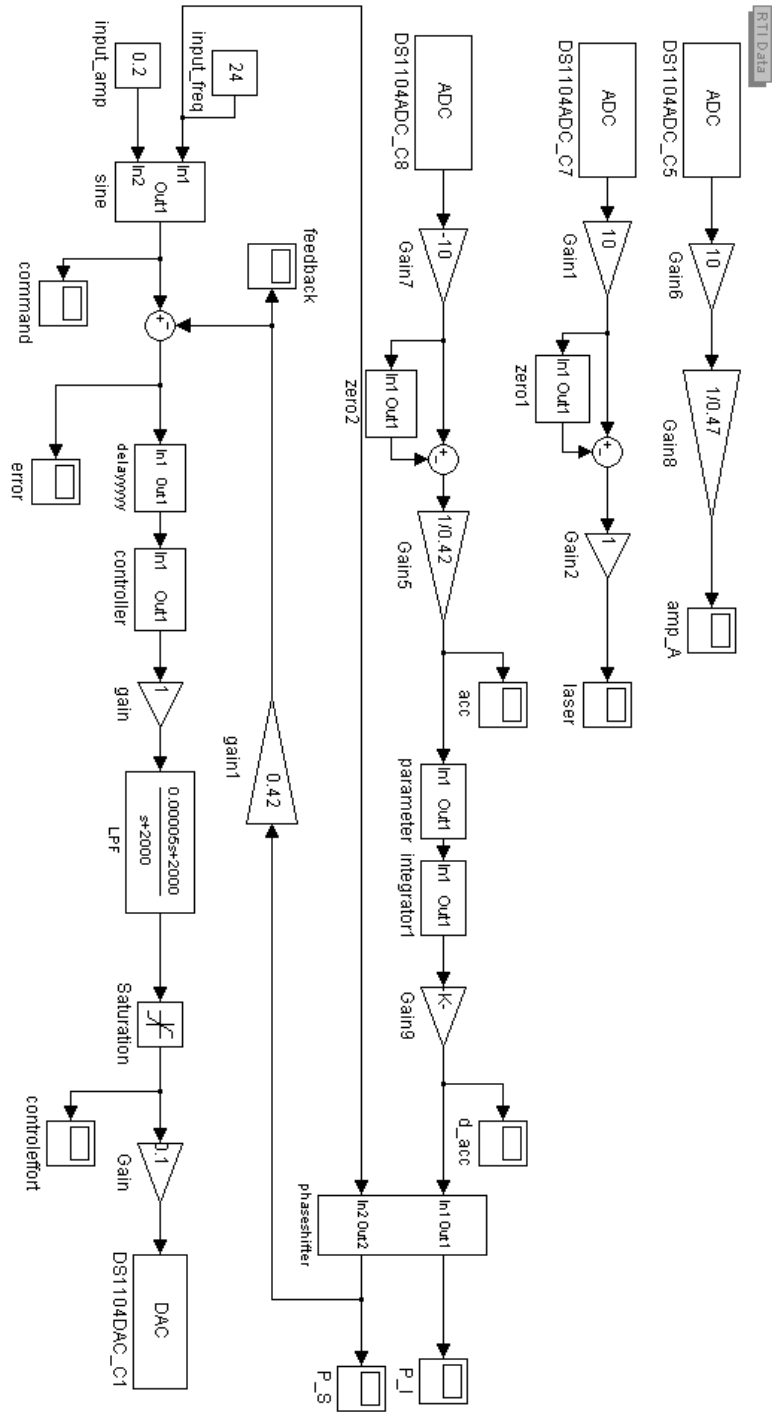 RTI Data
ADC
DS1104ADC_C5
10
Gain6
1/0.47
Gain8
amp_A
ADC
DS1104ADC_C7
10
Gain1
In1 Out1
zero1
+-
1
Gain2
laser
ADC
DS1104ADC_C8
-10
Gain7
In1 Out1
zero2
+-
1/0.42
Gain5
acc
In1 Out1
parameter
In1 Out1
integrator1
-K-
Gain9
d_acc
In1 Out1
In2 Out2
phaseshifter
P_I
P_S
feedback
0.42
gain1
24
input_freq
0.2
input_amp
In1
In2
Out1
sine
command
+-
error
In1 Out1
delayyyyy
In1 Out1
controller
1
gain
0.00005s+2000
s+2000
LPF
Saturation
controleffort
0.1
Gain
DAC
DS1104DAC_C1